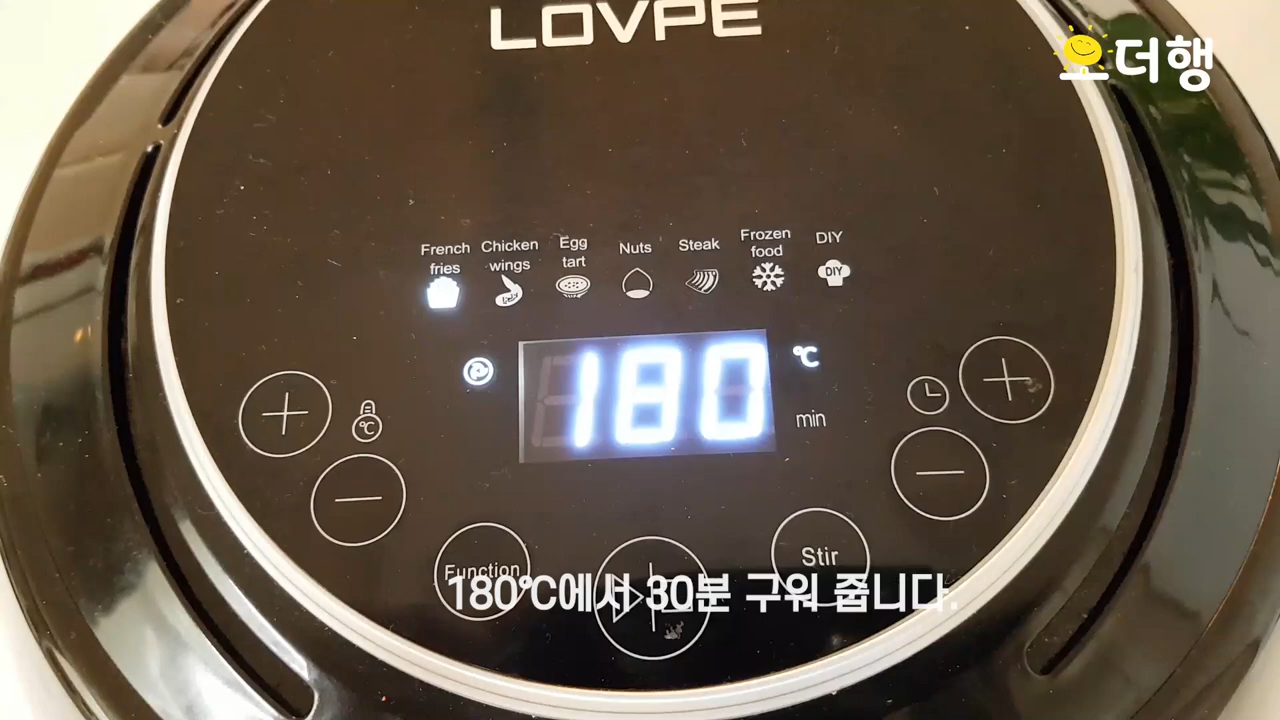 LOVPE
오더행
French fries
Chicken wings
Egg tart
Nuts
Steak
Frozen food
DIY
DIY
180
℃
min
℃
Function
Stir
180℃에서 30분 구워 줍니다.